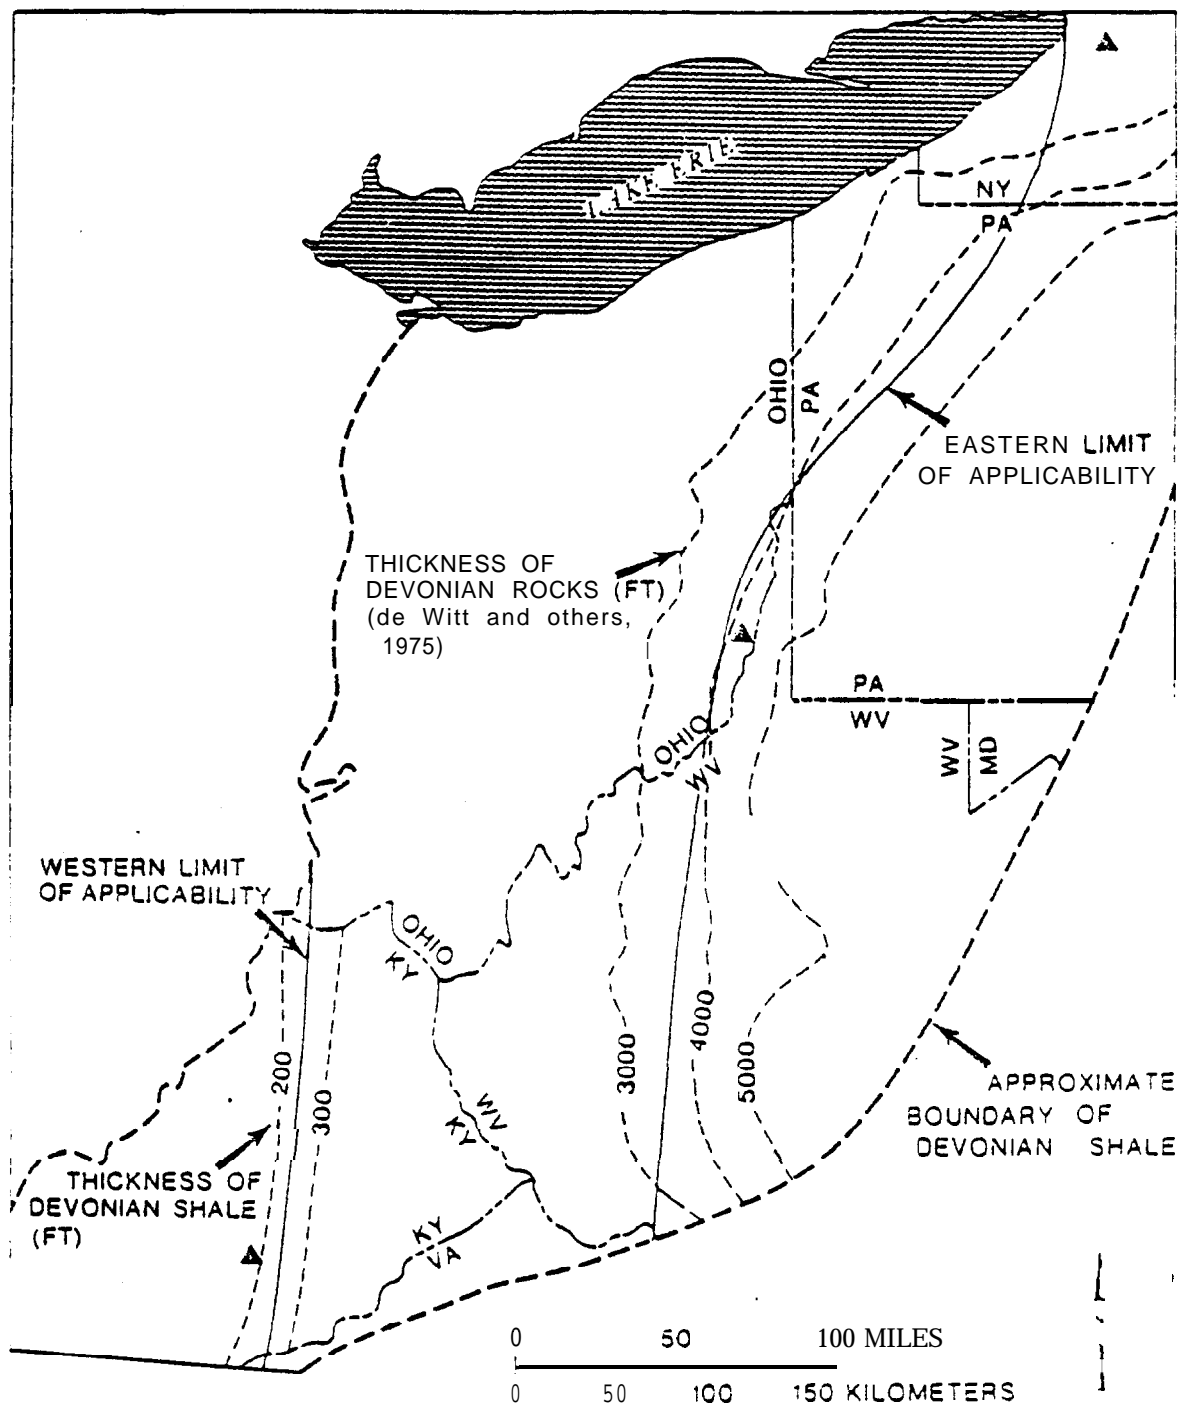 LAKE ERIE
NY
PA
OHIO
PA
EASTERN LIMIT
OF APPLICABILITY
THICKNESS OF
DEVONIAN ROCKS (FT)
(de Witt and others,
1975)
PA
WV
OHIO
WV
WV
MD
WESTERN LIMIT
OF APPLICABILITY
OHIO
KY
200
300
3000
4000
5000
WV
KY
APPROXIMATE
BOUNDARY OF
DEVONIAN SHALE
THICKNESS OF
DEVONIAN SHALE
(FT)
KY
VA
0 50 100 MILES
0 50 100 150 KILOMETERS